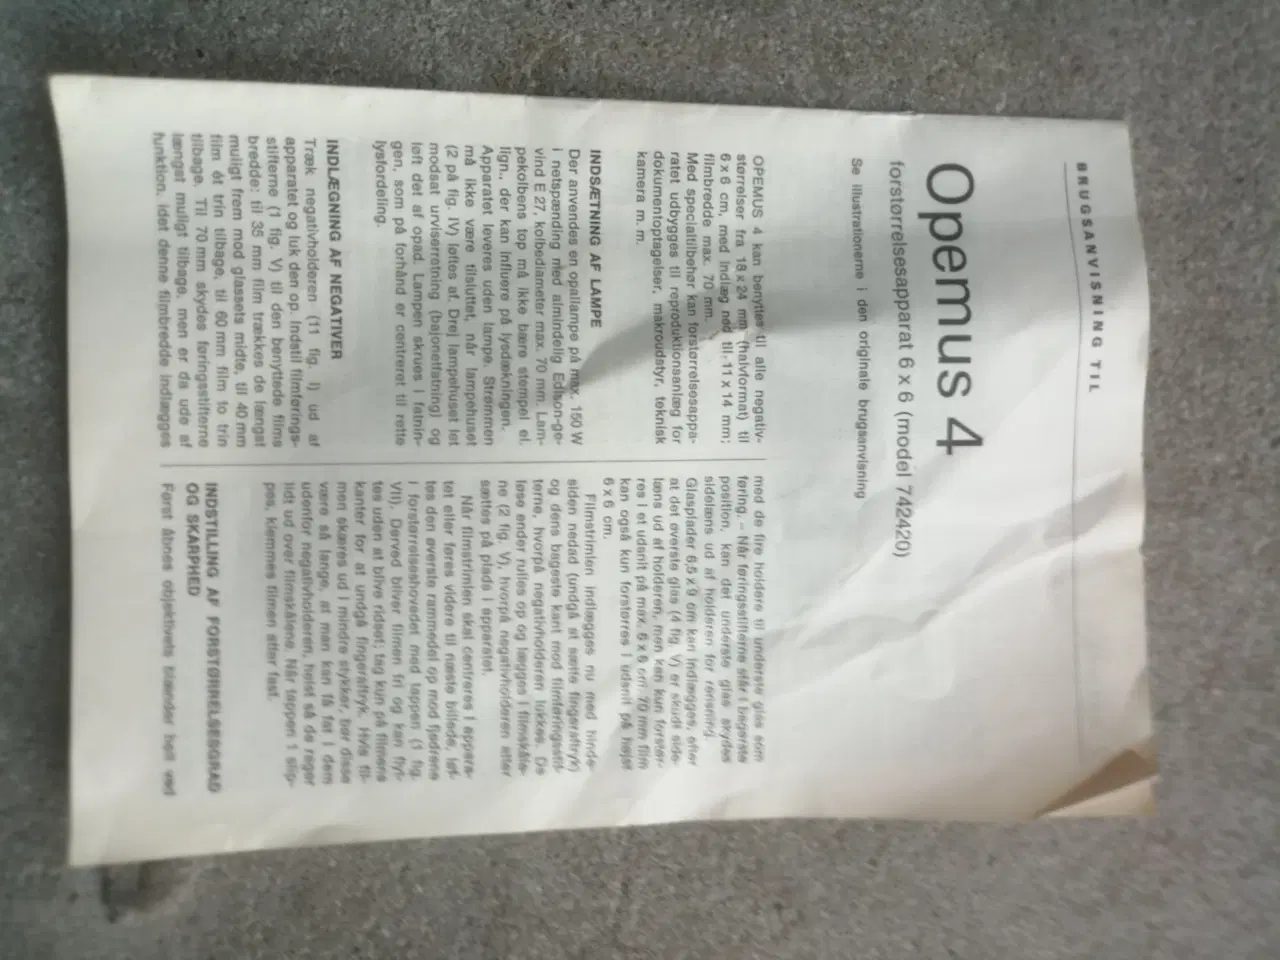 BRUGSANVISNING TIL
Opemus 4
forstørrelsesapparat 6 x 6 (model 742420)
Se illustrationerne i den originale brugsanvisning
OPEMUS 4 kan benyttes til alle negativ-
størrelser fra 18 x 24 mm (halvformat) til
6 x 6 cm, med indlæg ned til 11 x 14 mm;
filmbredde max. 70 mm.
Med specialtilbehør kan forstørrelsesappa-
ratet udbygges til reproduktionsanlæg for
dokumentoptagelser, makroudstyr, teknisk
kamera m. m.
INDSÆTNING AF LAMPE
Der anvendes en opallampe på max. 150 W
i netspænding med almindelig Edison-ge-
vind E 27, kolbediameter max. 70 mm. Lam-
pekolbens top må ikke bære stempel el.
lign., der kan influere på lysdækningen.
Apparatet leveres uden lampe. Strømmen
må ikke være tilsluttet, når lampehuset
(2 på fig. IV) løftes af. Drej lampehuset let
modsat urviserretning (bajonetfatning) og
løft det af opad. Lampen skrues i fatnin-
gen, som på forhånd er centreret til rette
lysfordeling.
INDLÆGNING AF NEGATIVER
Træk negativholderen (11 fig. I) ud af
apparatet og luk den op. Indstil filmførings-
stifterne (1 fig. V) til den benyttede films
bredde: til 35 mm film trækkes de længst
muligt frem mod glassets midte, til 40 mm
film ét trin tilbage, til 60 mm film to trin
tilbage. Til 70 mm skydes føringsstifterne
længst muligt tilbage, men er da ude af
funktion, idet denne filmbredde indlægges
med de fire holdere til underste glas som
føring. – Når føringsstifterne står i bageste
position, kan det underste glas skydes
sidelæns ud af holderen for rensning.
Glasplader 6,5 x 9 cm kan indlægges, efter
at det øverste glas (4 fig. V) er skudt side-
læns ud af holderen, men kan kun forstør-
res i et udsnit på max. 6 x 6 cm. 70 mm film
kan også kun forstørres i udsnit på højst
6 x 6 cm.
Filmstrimlen indlægges nu med hinde-
siden nedad (undgå at sætte fingeraftryk)
og dens bageste kant mod filmføringsstif-
terne, hvorpå negativholderen lukkes. De
løse ender rulles op og lægges i filmskåle-
ne (2 fig. V), hvorpå negativholderen atter
sættes på plads i apparatet.
Når filmstrimlen skal centreres i appara-
tet eller føres videre til næste billede, løf-
tes den øverste rammedel op mod fjedrene
i forstørrelseshovedet med tappen (1 fig.
VII). Derved bliver filmen fri og kan flyt-
tes uden at blive ridset; tag kun på filmens
kanter for at undgå fingeraftryk. Hvis fil-
men skæres ud i mindre stykker, bør disse
være så lange, at man kan få fat i dem
udenfor negativholderen, helst så de rager
lidt ud over filmskålene. Når tappen 1 slip-
pes, klemmes filmen atter fast.
INDSTILLING AF FORSTØRRELSESGRAD
OG SKARPHED
Først åbnes objektivets blænder helt ved